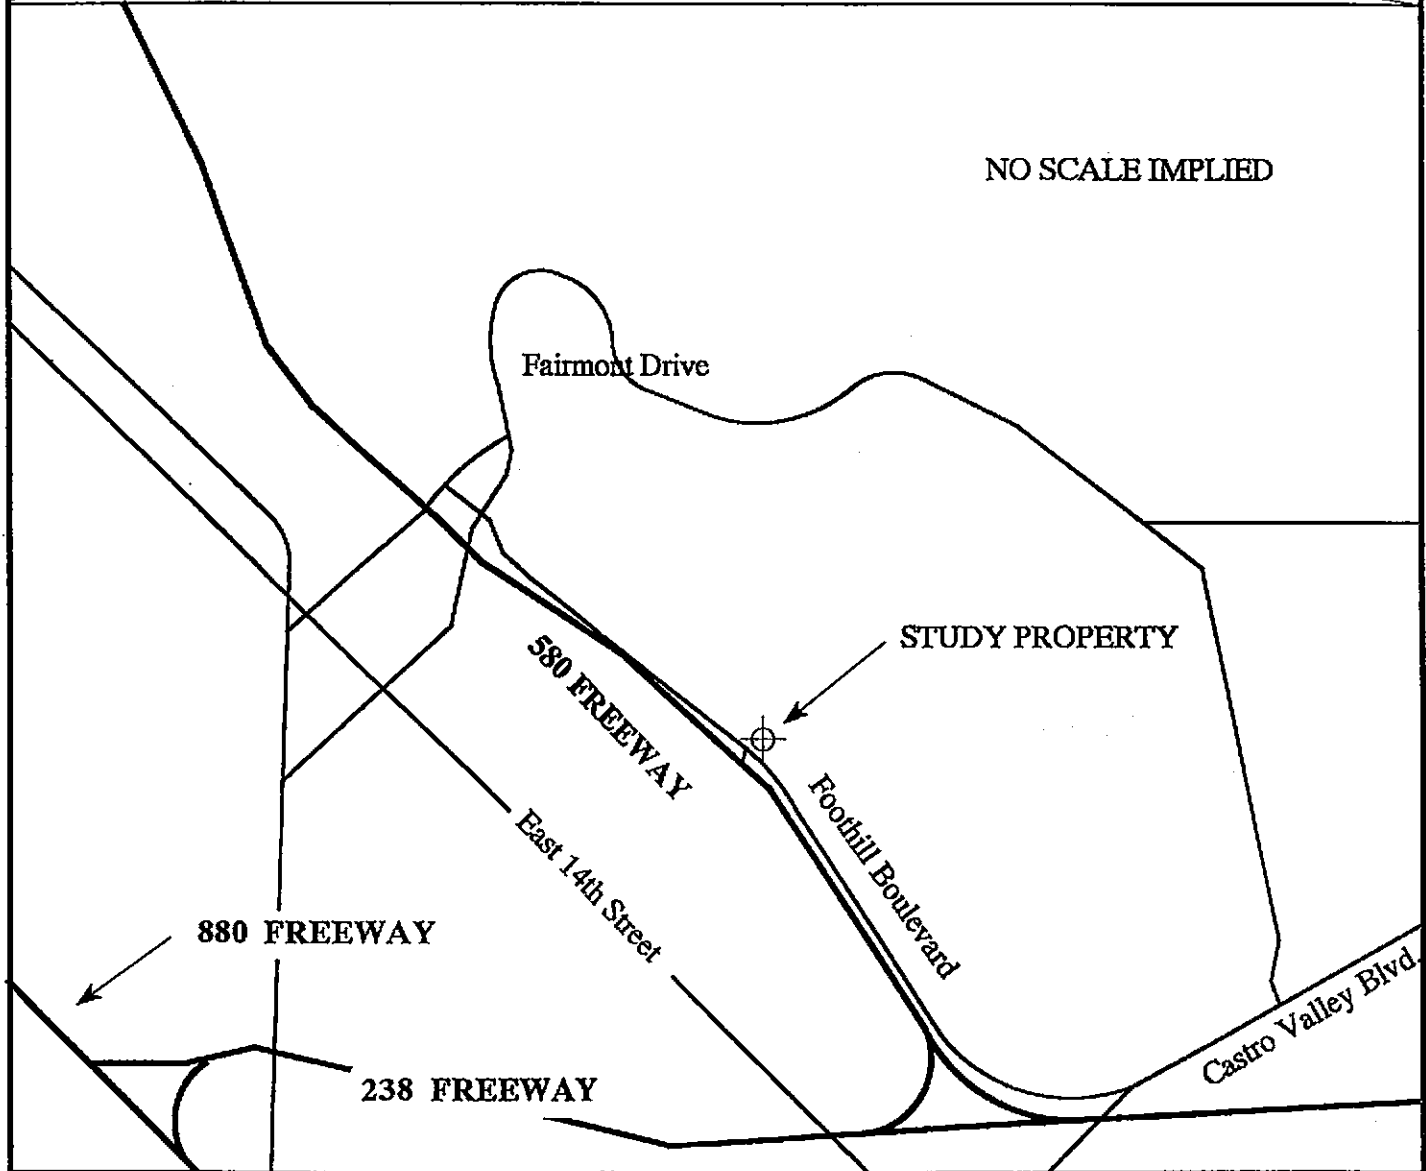 NO SCALE IMPLIED
Fairmont Drive
STUDY PROPERTY
580 FREEWAY
Foothill Boulevard
East 14th Street
880 FREEWAY
Castro Valley Blvd.
238 FREEWAY